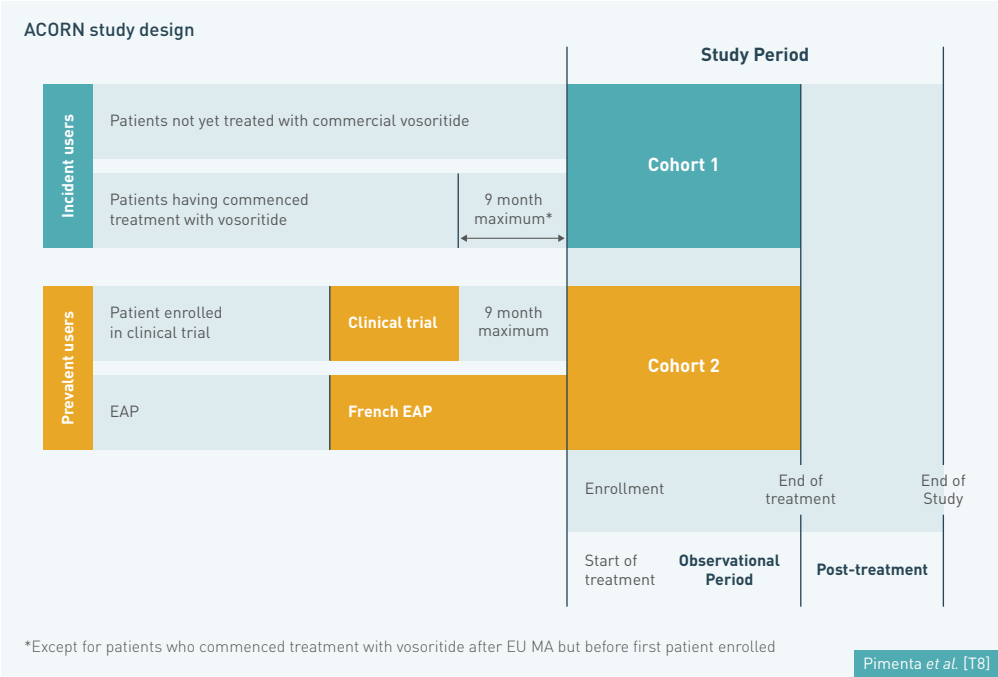 ACORN study design
Study Period
Incident users
Patients not yet treated with commercial vosoritide
Cohort 1
Patients having commenced
treatment with vosoritide
9 month
maximum*
Prevalent users
Patient enrolled
in clinical trial
Clinical trial
9 month
maximum
Cohort 2
EAP
French EAP
Enrollment
End of
treatment
End of
Study
Start of
treatment
Observational
Period
Post-treatment
*Except for patients who commenced treatment with vosoritide after EU MA but before first patient enrolled
Pimenta et al. [T8]